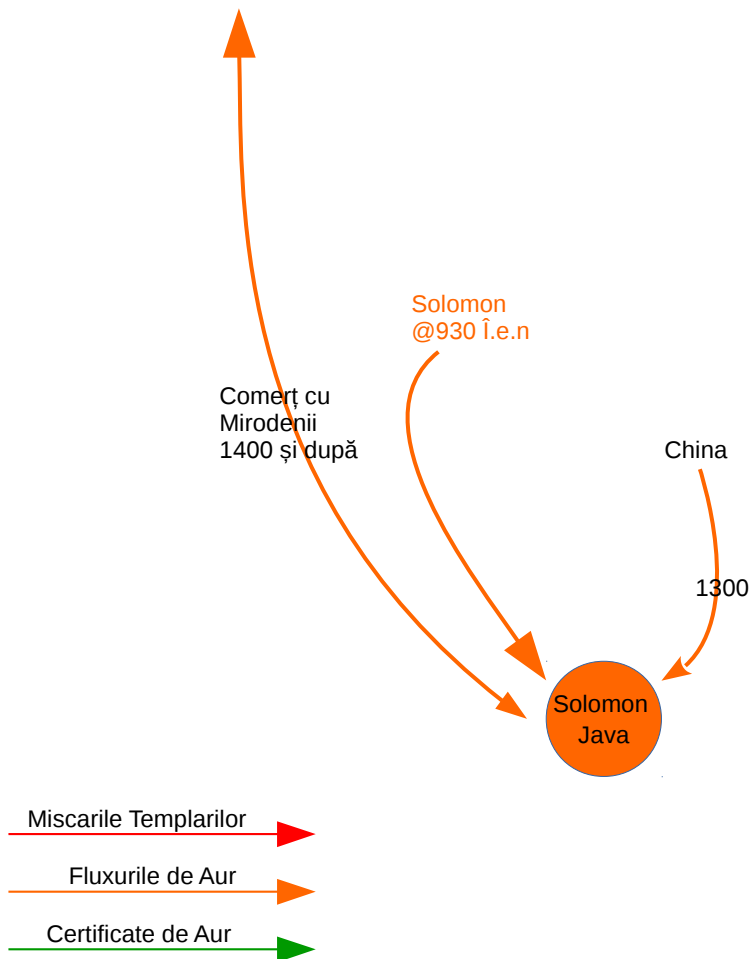 Solomon
@930 Î.e.n
Comerț cu
Mirodenii
1400 și după
China
1300
Solomon
Java
Miscarile Templarilor
Fluxurile de Aur
Certificate de Aur